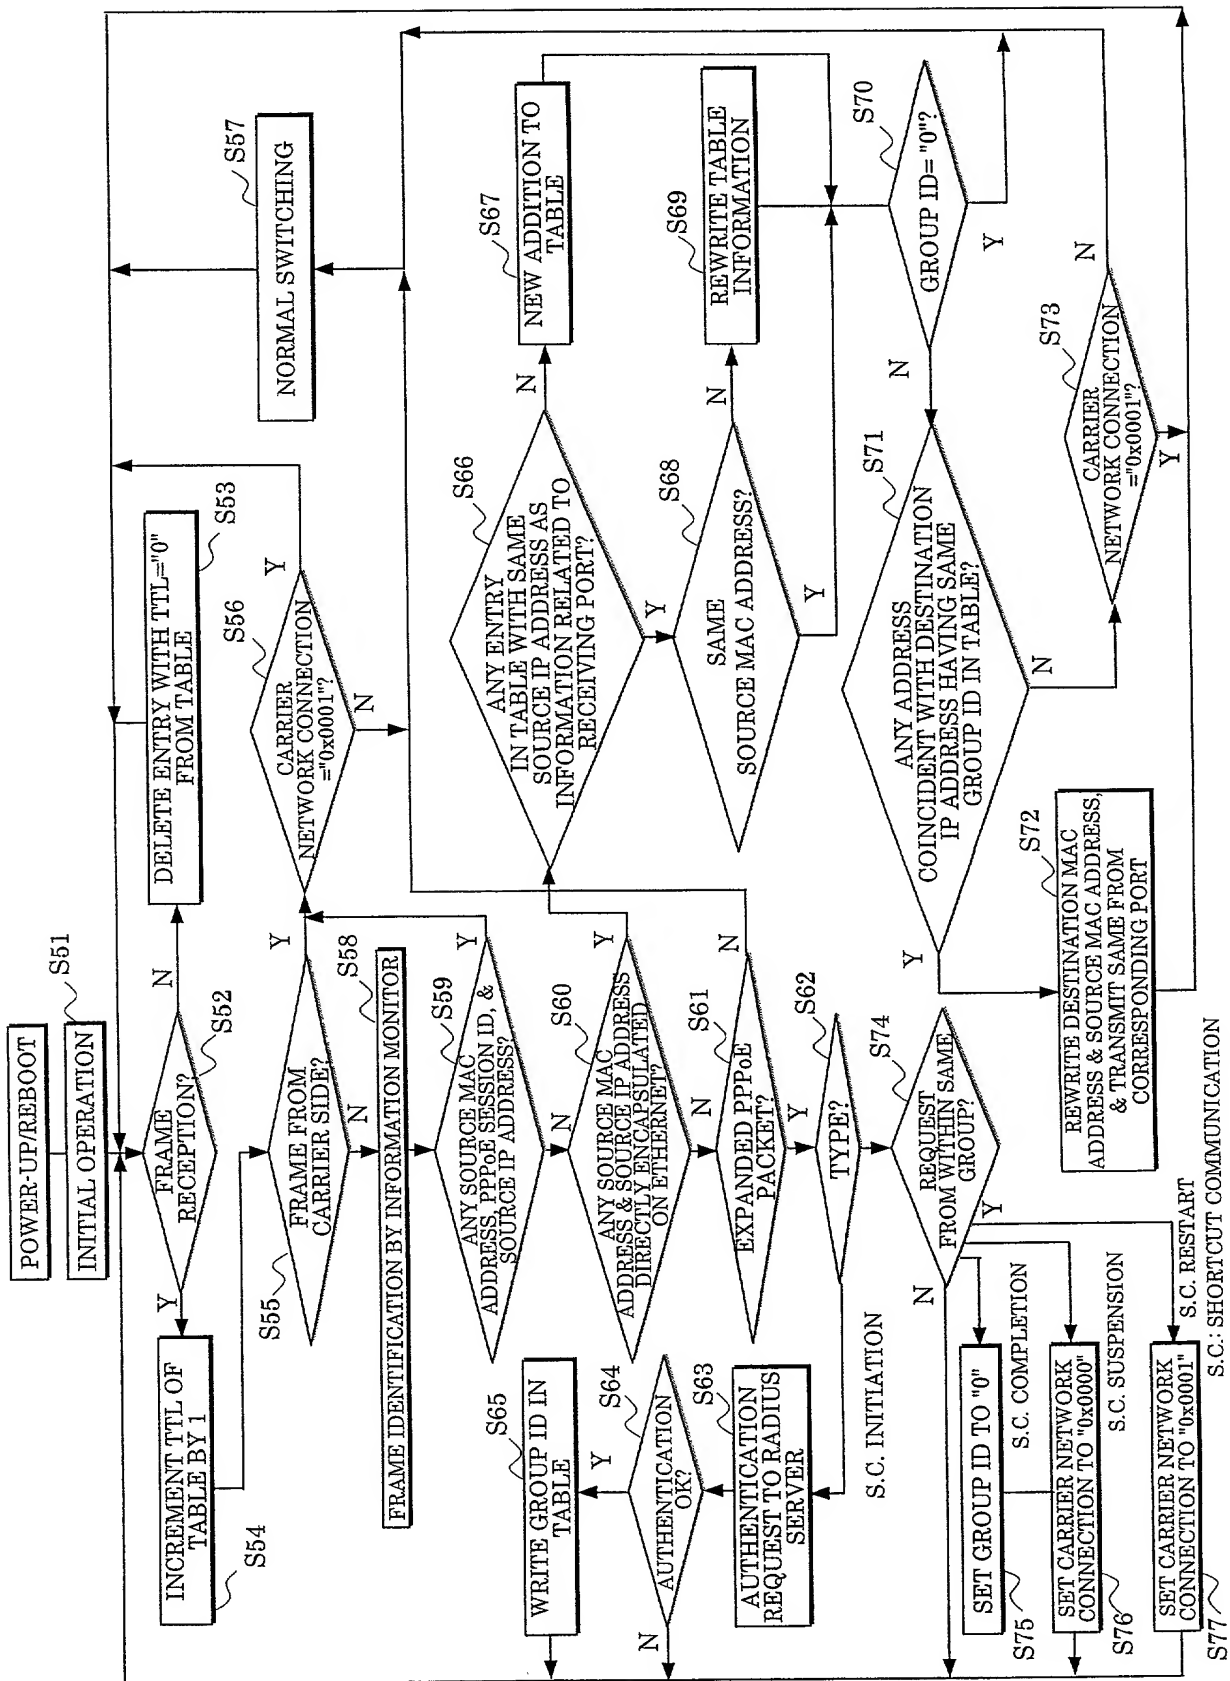 POWER-UP/REBOOT
INITIAL OPERATION
S51
FRAME
RECEPTION?
S52
N
Y
DELETE ENTRY WITH TTL="0"
FROM TABLE
S53
INCREMENT TTL OF
TABLE BY 1
S54
FRAME FROM
CARRIER SIDE?
S55
Y
N
CARRIER
NETWORK CONNECTION
="0x0001"?
S56
Y
N
NORMAL SWITCHING
S57
FRAME IDENTIFICATION BY INFORMATION MONITOR
S58
ANY SOURCE MAC
ADDRESS, PPPoE SESSION ID, &
SOURCE IP ADDRESS?
S59
Y
N
ANY SOURCE MAC
ADDRESS & SOURCE IP ADDRESS
DIRECTLY ENCAPSULATED
ON ETHERNET?
S60
Y
N
EXPANDED PPPoE
PACKET?
S61
N
Y
TYPE?
S62
S.C. INITIATION
AUTHENTICATION
REQUEST TO RADIUS
SERVER
S63
AUTHENTICATION
OK?
S64
Y
N
WRITE GROUP ID IN
TABLE
S65
ANY ENTRY
IN TABLE WITH SAME
SOURCE IP ADDRESS AS
INFORMATION RELATED TO
RECEIVING PORT?
S66
N
Y
NEW ADDITION TO
TABLE
S67
SAME
SOURCE MAC ADDRESS?
S68
N
Y
REWRITE TABLE
INFORMATION
S69
GROUP ID= "0"?
S70
N
Y
ANY ADDRESS
COINCIDENT WITH DESTINATION
IP ADDRESS HAVING SAME
GROUP ID IN TABLE?
S71
Y
N
REWRITE DESTINATION MAC
ADDRESS & SOURCE MAC ADDRESS,
& TRANSMIT SAME FROM
CORRESPONDING PORT
S72
CARRIER
NETWORK CONNECTION
="0x0001"?
S73
N
Y
REQUEST
FROM WITHIN SAME
GROUP?
S74
N
Y
SET GROUP ID TO "0"
S75
S.C. COMPLETION
SET CARRIER NETWORK
CONNECTION TO "0x0000"
S76
S.C. SUSPENSION
SET CARRIER NETWORK
CONNECTION TO "0x0001"
S77
S.C. RESTART
S.C.: SHORTCUT COMMUNICATION